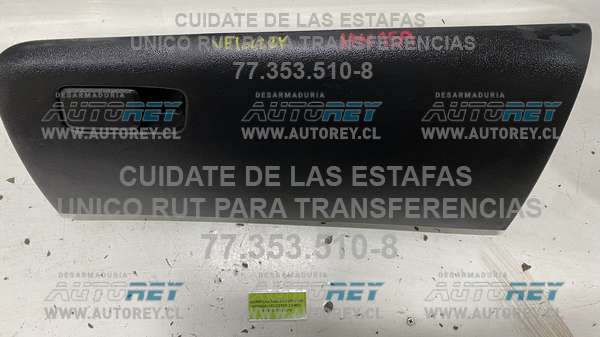 CUIDATE DE LAS ESTAFAS
UNICO RUT PARA TRANSFERENCIAS
77.353.510-8
DESARMADURIA DESARMADURIA DESARMADURIA
AUTOREY AUTOREY AUTOREY
WWW.AUTOREY.CL WWW.AUTOREY.CL WWW.AUTOREY.CL
CUIDATE DE LAS ESTAFAS
UNICO RUT PARA TRANSFERENCIAS
77.353.510-8
DESARMADURIA DESARMADURIA DESARMADURIA
AUTOREY AUTOREY AUTOREY
WWW.AUTOREY.CL WWW.AUTOREY.CL WWW.AUTOREY.CL